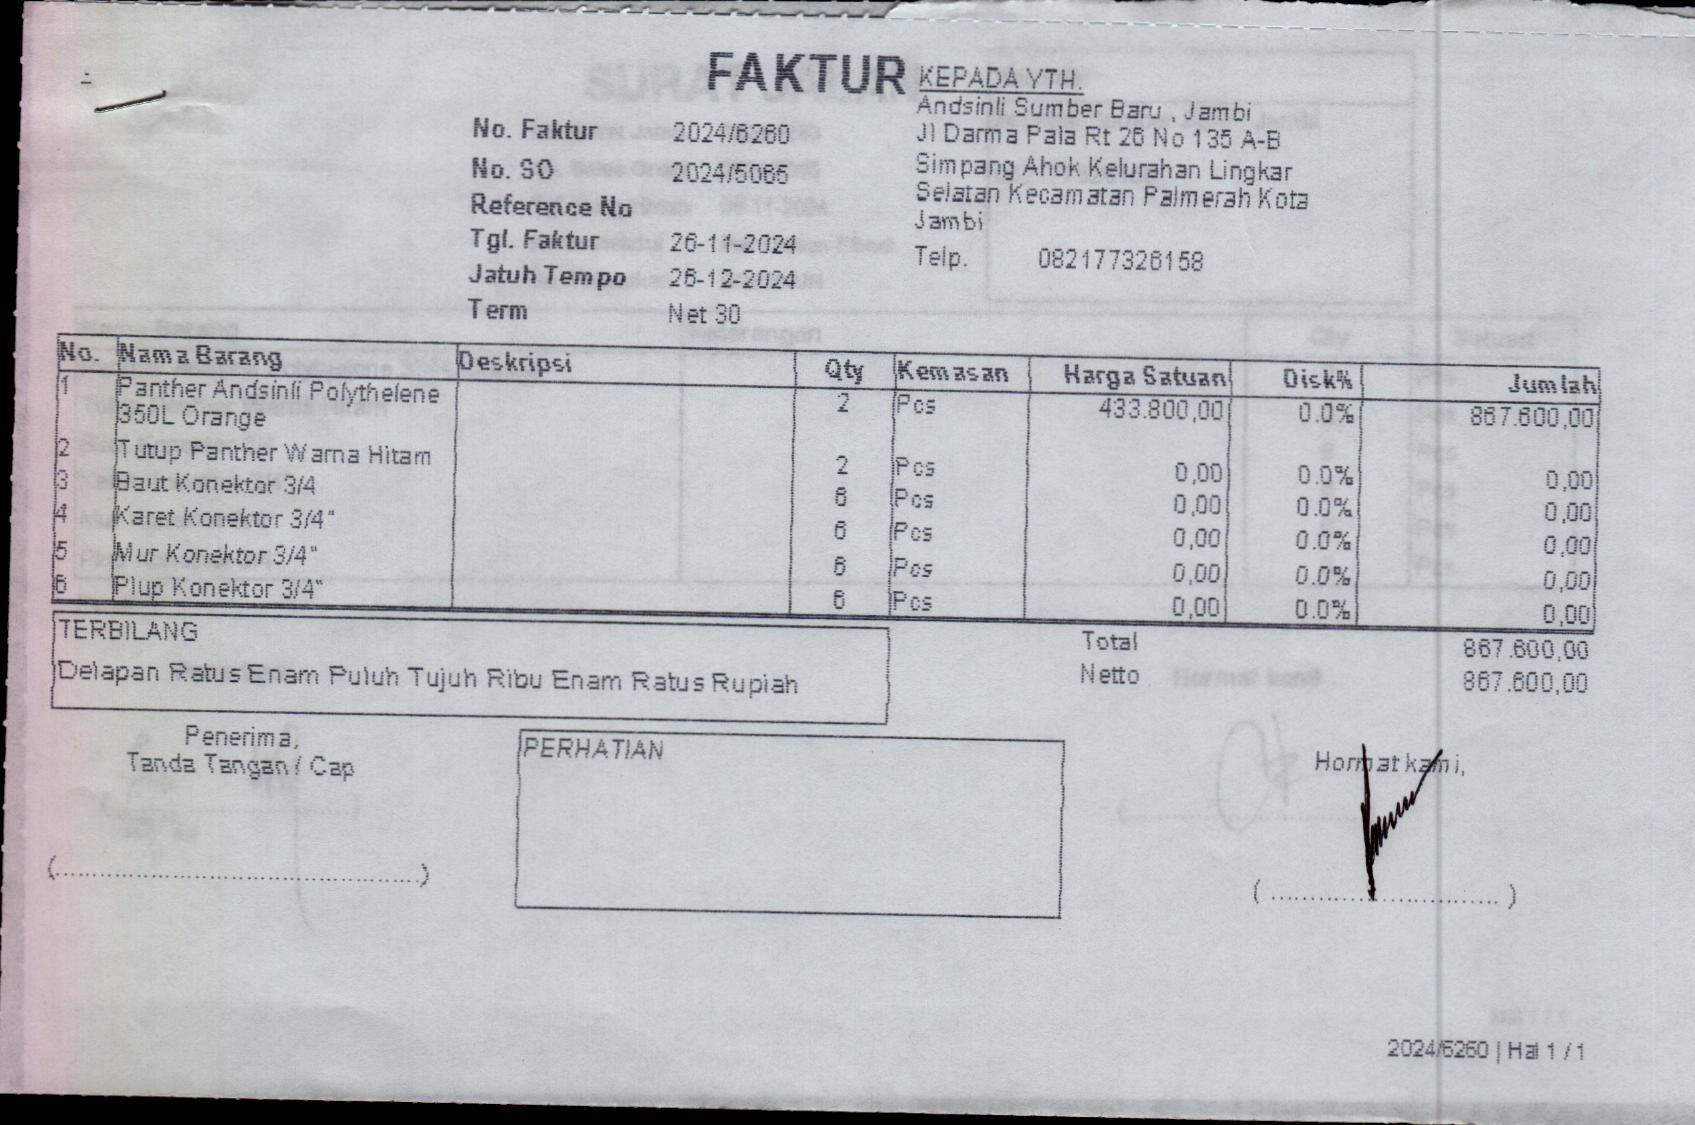 FAKTUR
No. Faktur 2024/6260
No. SO 2024/5065
Reference No
Tgl. Faktur 26-11-2024
Jatuh Tempo 26-12-2024
Term Net 30
KEPADA YTH.
Andsinli Sumber Baru , Jambi
Jl Darma Pala Rt 26 No 135 A-B
Simpang Ahok Kelurahan Lingkar
Selatan Kecamatan Palmerah Kota
Jambi
Telp. 082177326158
No. Nama Barang Deskripsi Qty Kemasan Harga Satuan Disk% Jumlah
1 Panther Andsinli Polythelene 2 Pcs 433.800,00 0.0% 867.600,00
350L Orange
2 Tutup Panther Warna Hitam 2 Pcs 0,00 0.0% 0,00
3 Baut Konektor 3/4 6 Pcs 0,00 0.0% 0,00
4 Karet Konektor 3/4" 6 Pcs 0,00 0.0% 0,00
5 Mur Konektor 3/4" 6 Pcs 0,00 0.0% 0,00
6 Plup Konektor 3/4" 6 Pcs 0,00 0.0% 0,00
TERBILANG
Delapan Ratus Enam Puluh Tujuh Ribu Enam Ratus Rupiah
Total 867.600,00
Netto 867.600,00
Penerima,
Tanda Tangan / Cap
(..................................................)
PERHATIAN
Hormat kami,
( ................................ )
2024/6260 | Hal 1 / 1